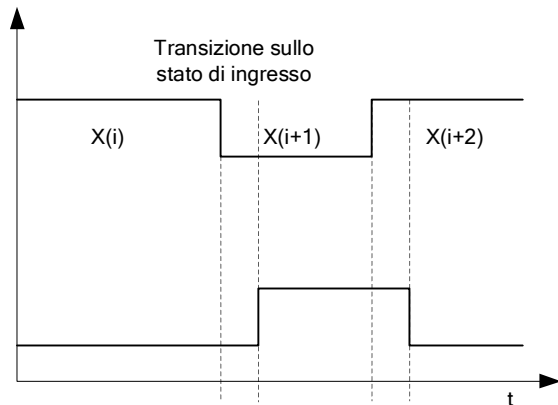 Transizione sullo
stato di ingresso
X(i)
X(i+1)
X(i+2)
t